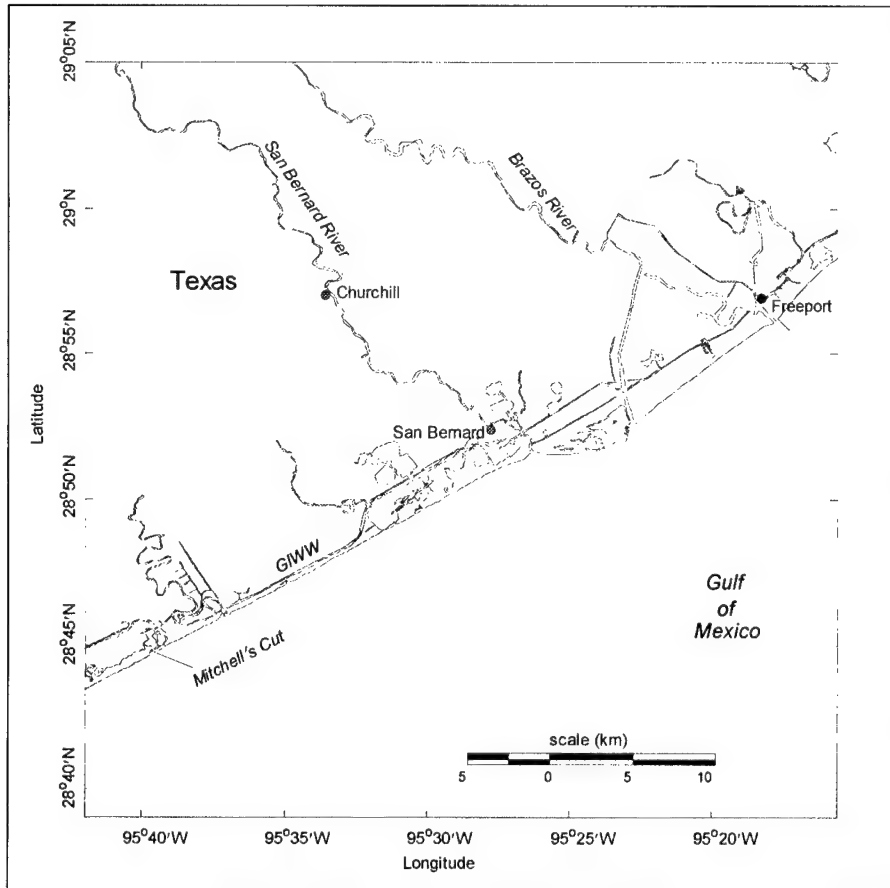 29°05'N
29°N
28°55'N
28°50'N
28°45'N
28°40'N
Latitude
San Bernard River
Brazos River
Texas
Churchill
Freeport
San Bernard
GIWW
Mitchell's Cut
Gulf
of
Mexico
scale (km)
5 0 5 10
95°40'W 95°35'W 95°30'W 95°25'W 95°20'W
Longitude